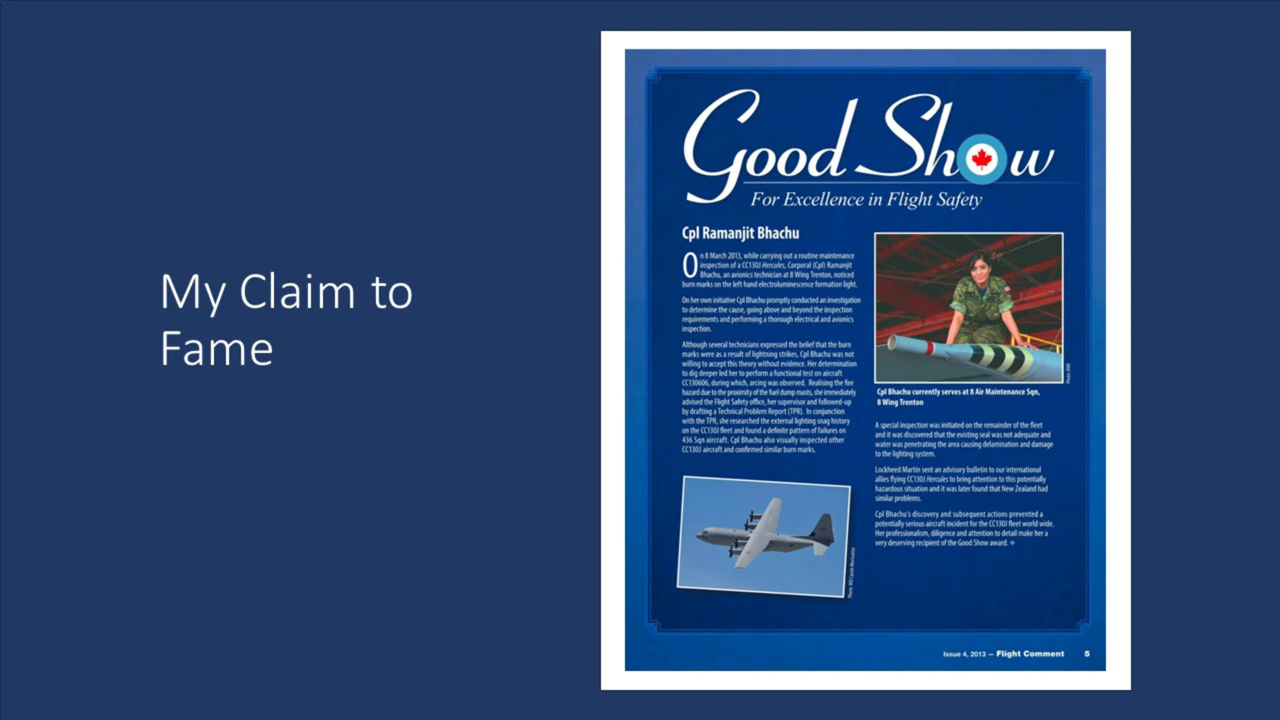 My Claim to
Fame
Good Show
For Excellence in Flight Safety
Cpl Ramanjit Bhachu
On 8 March 2013, while carrying out a routine maintenance
inspection of a CC130J Hercules, Corporal (Cpl) Ramanjit
Bhachu, an avionics technician at 8 Wing Trenton, noticed
burn marks on the left hand electroluminescence formation light.
On her own initiative Cpl Bhachu promptly conducted an investigation
to determine the cause, going above and beyond the inspection
requirements and performing a thorough electrical and avionics
inspection.
Although several technicians expressed the belief that the burn
marks were as a result of lightning strikes, Cpl Bhachu was not
willing to accept this theory without evidence. Her determination
to dig deeper led her to perform a functional test on aircraft
CC130606, during which, arcing was observed. Realising the fire
hazard due to the proximity of the fuel dump masts, she immediately
advised the Flight Safety office, her supervisor and followed-up
by drafting a Technical Problem Report (TPR). In conjunction
with the TPR, she researched the external lighting snag history
on the CC130J fleet and found a definite pattern of failures on
436 Sqn aircraft. Cpl Bhachu also visually inspected other
CC130J aircraft and confirmed similar burn marks.
Photo: DND
Cpl Bhachu currently serves at 8 Air Maintenance Sqn,
8 Wing Trenton
A special inspection was initiated on the remainder of the fleet
and it was discovered that the existing seal was not adequate and
water was penetrating the area causing delamination and damage
to the lighting system.
Lockheed Martin sent an advisory bulletin to our international
allies flying CC130J Hercules to bring attention to this potentially
hazardous situation and it was later found that New Zealand had
similar problems.
Cpl Bhachu's discovery and subsequent actions prevented a
potentially serious aircraft incident for the CC130J fleet world wide.
Her professionalism, diligence and attention to detail make her a
very deserving recipient of the Good Show award.
Photo:
Issue 4, 2013 — Flight Comment 5